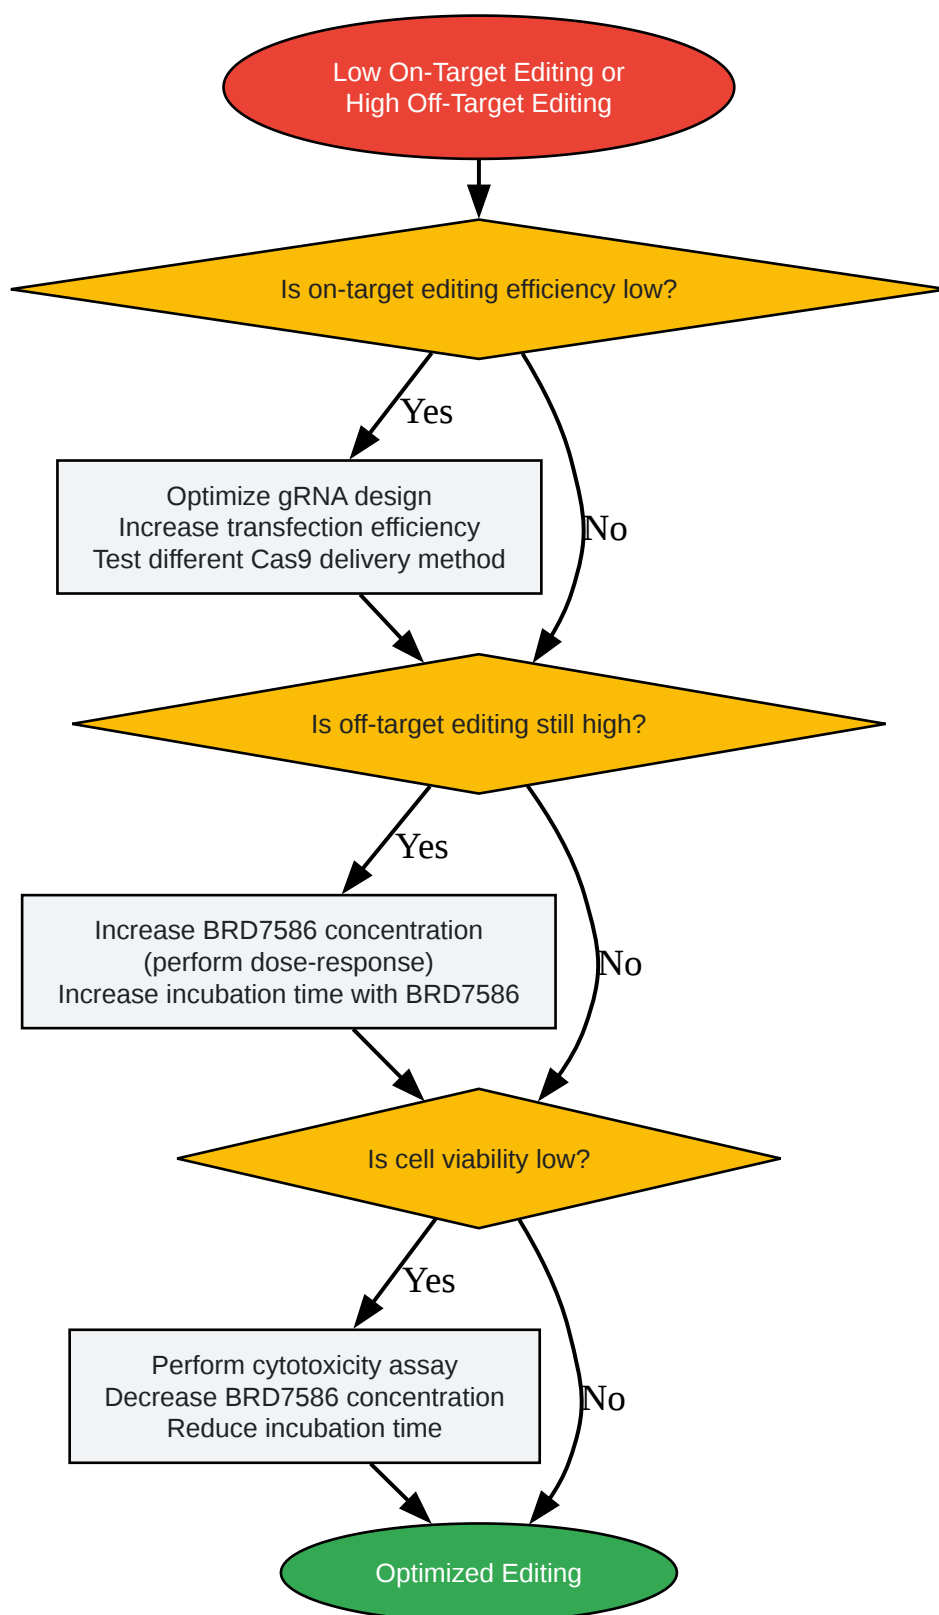 Low On-Target Editing or
High Off-Target Editing
Is on-target editing efficiency low?
Yes
Optimize gRNA design
Increase transfection efficiency
Test different Cas9 delivery method
No
Is off-target editing still high?
Yes
Increase BRD7586 concentration
(perform dose-response)
Increase incubation time with BRD7586
No
Is cell viability low?
Yes
Perform cytotoxicity assay
Decrease BRD7586 concentration
Reduce incubation time
No
Optimized Editing